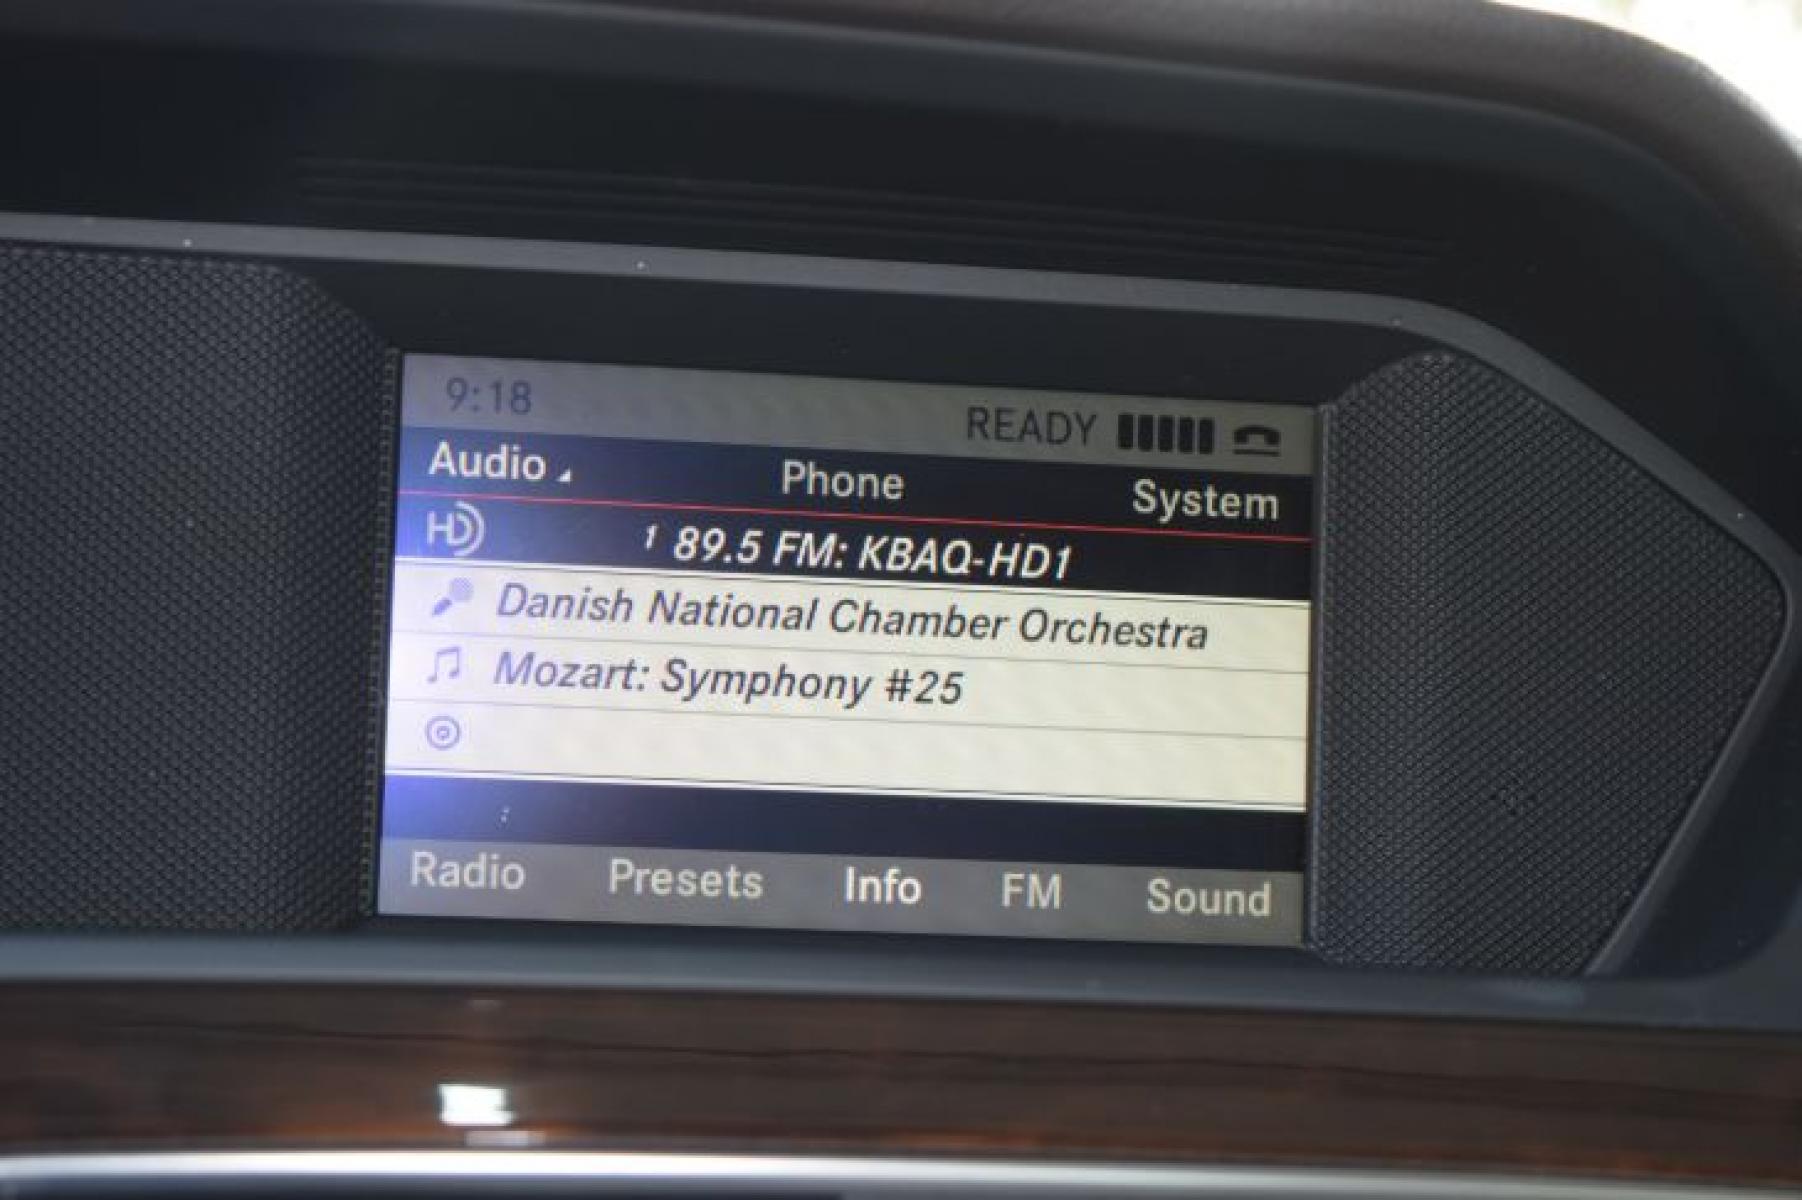 9:18
READY
Audio Phone System
HD 1 89.5 FM: KBAQ-HD1
Danish National Chamber Orchestra
Mozart: Symphony #25
Radio Presets Info FM Sound